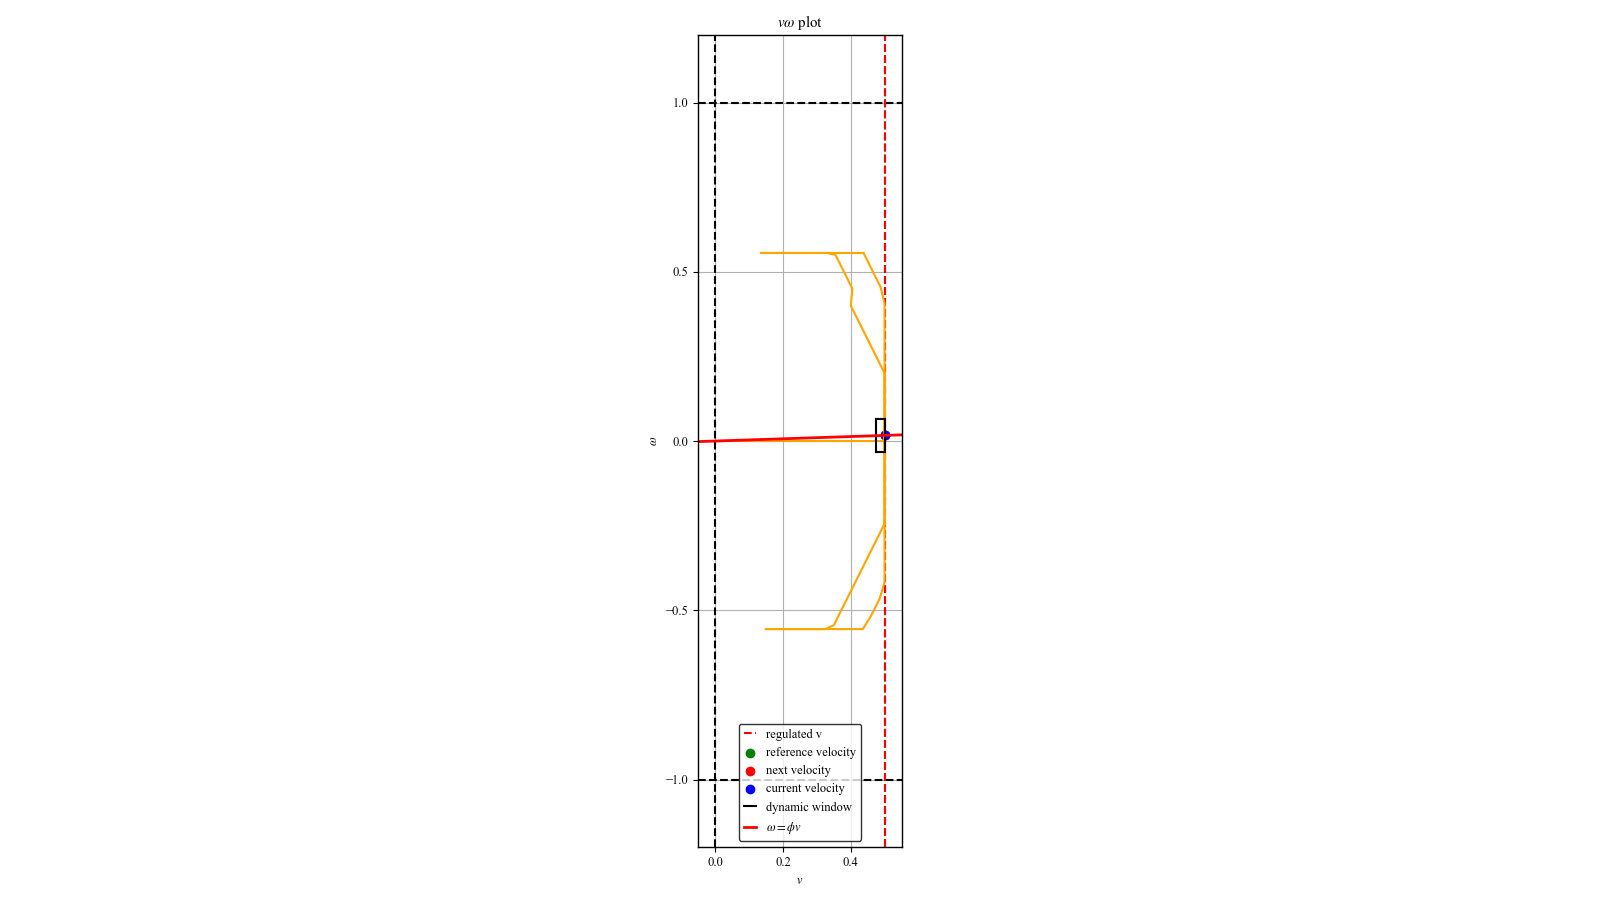 vω plot
1.0
0.5
0.0
−0.5
−1.0
ω
regulated v
reference velocity
next velocity
current velocity
dynamic window
ω = ϕv
0.0 0.2 0.4
v